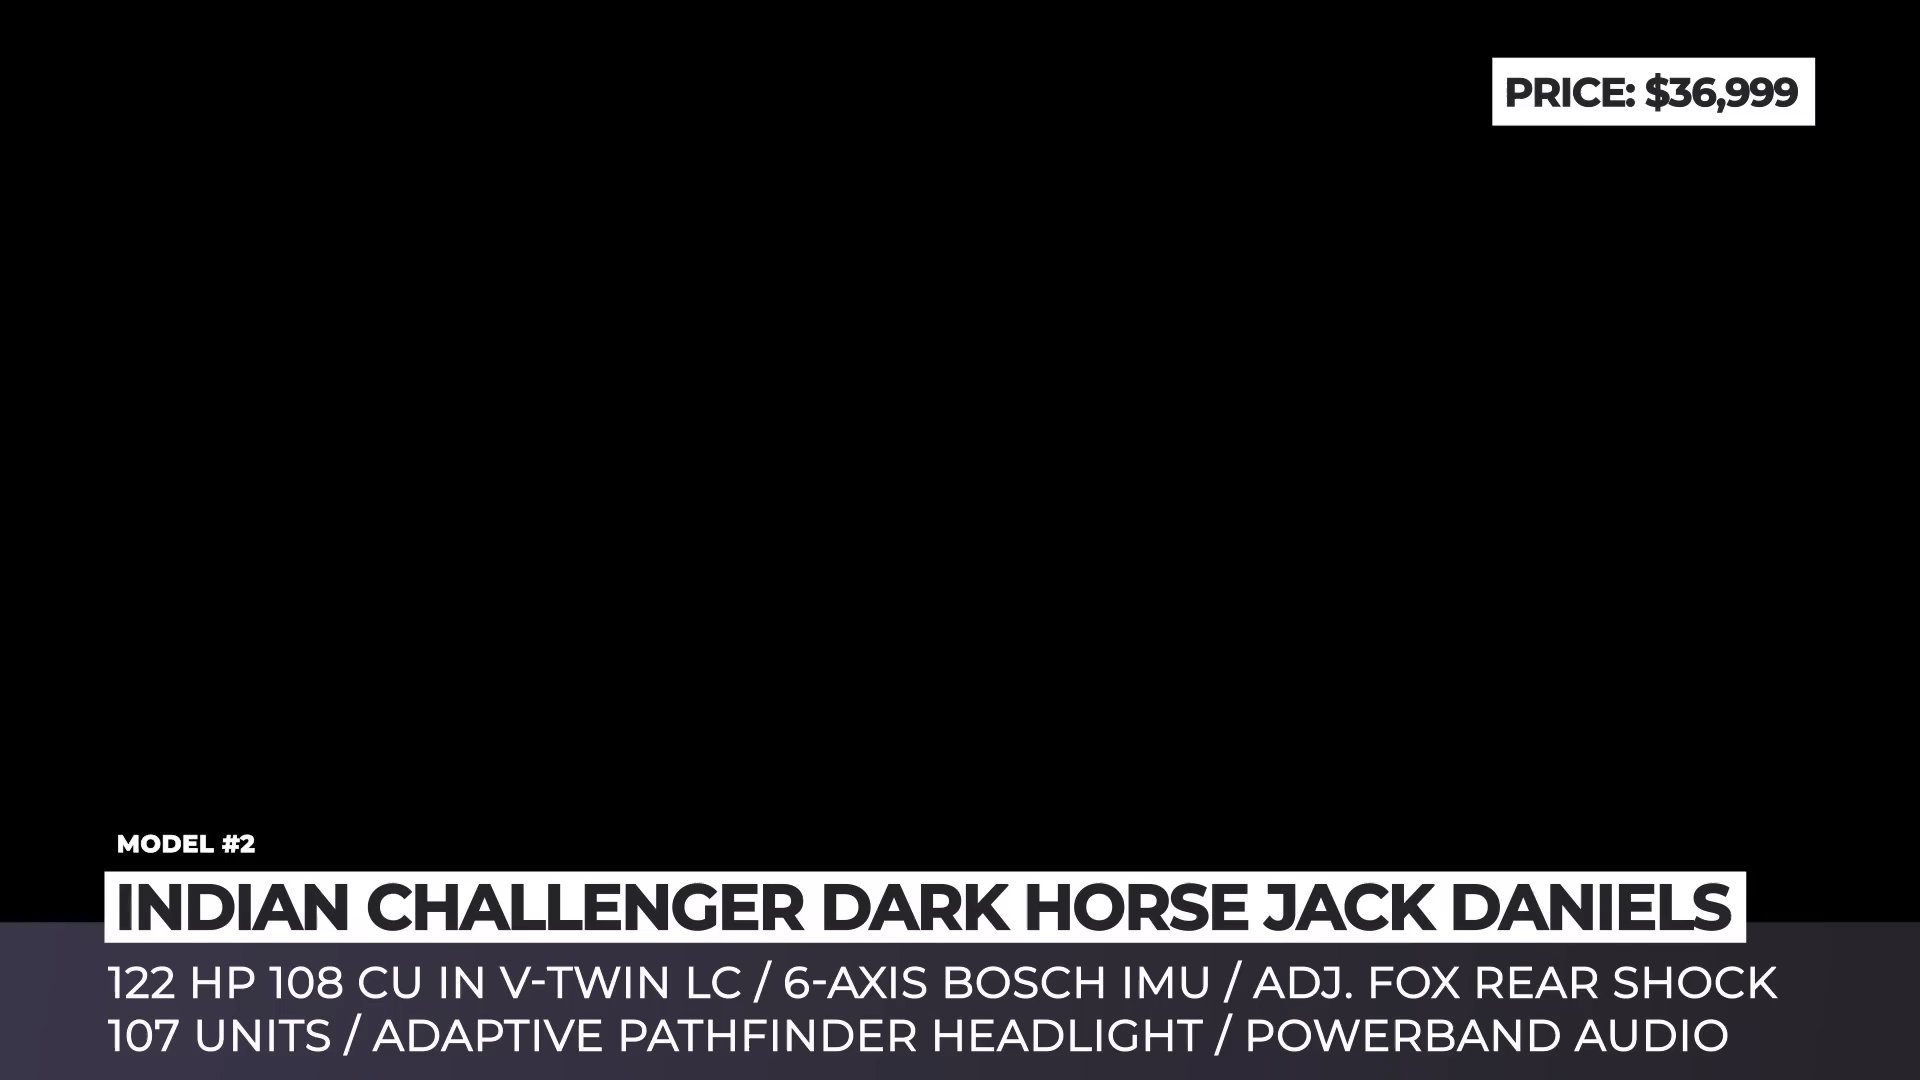 PRICE: $36,999
MODEL #2
INDIAN CHALLENGER DARK HORSE JACK DANIELS
122 HP 108 CU IN V-TWIN LC / 6-AXIS BOSCH IMU / ADJ. FOX REAR SHOCK
107 UNITS / ADAPTIVE PATHFINDER HEADLIGHT / POWERBAND AUDIO